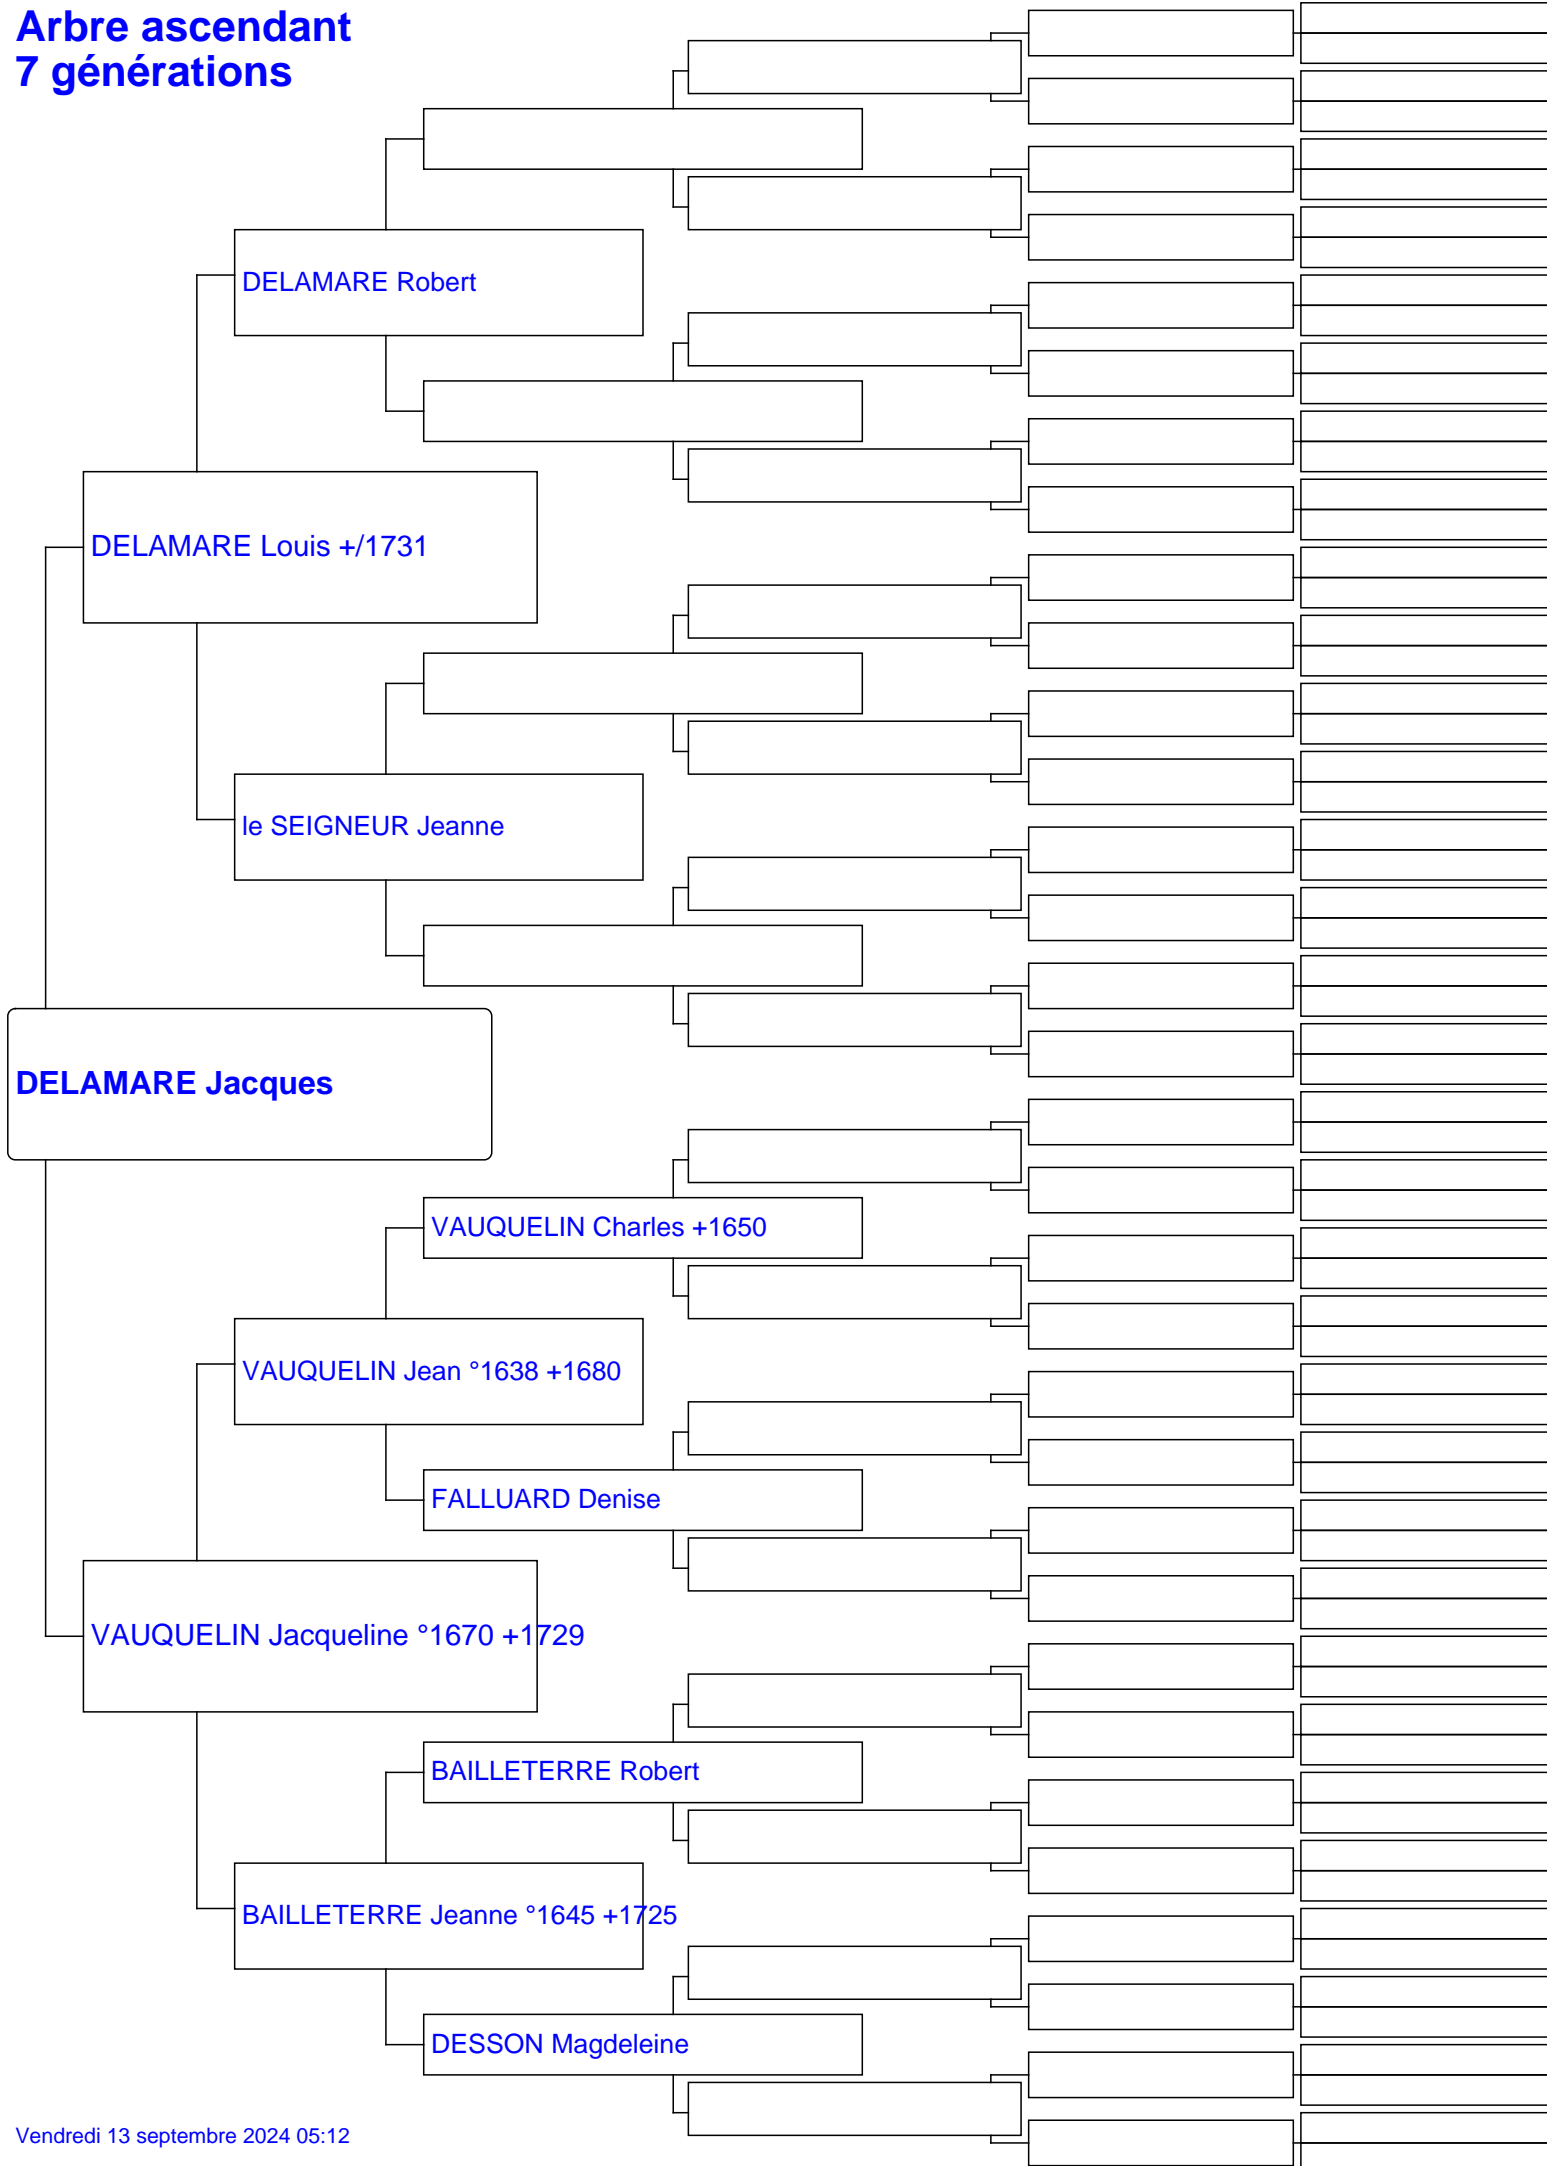 Arbre ascendant
7 générations
DELAMARE Robert
DELAMARE Louis +/1731
le SEIGNEUR Jeanne
DELAMARE Jacques
VAUQUELIN Charles +1650
VAUQUELIN Jean °1638 +1680
FALLUARD Denise
VAUQUELIN Jacqueline °1670 +1729
BAILLETERRE Robert
BAILLETERRE Jeanne °1645 +1725
DESSON Magdeleine
Vendredi 13 septembre 2024 05:12